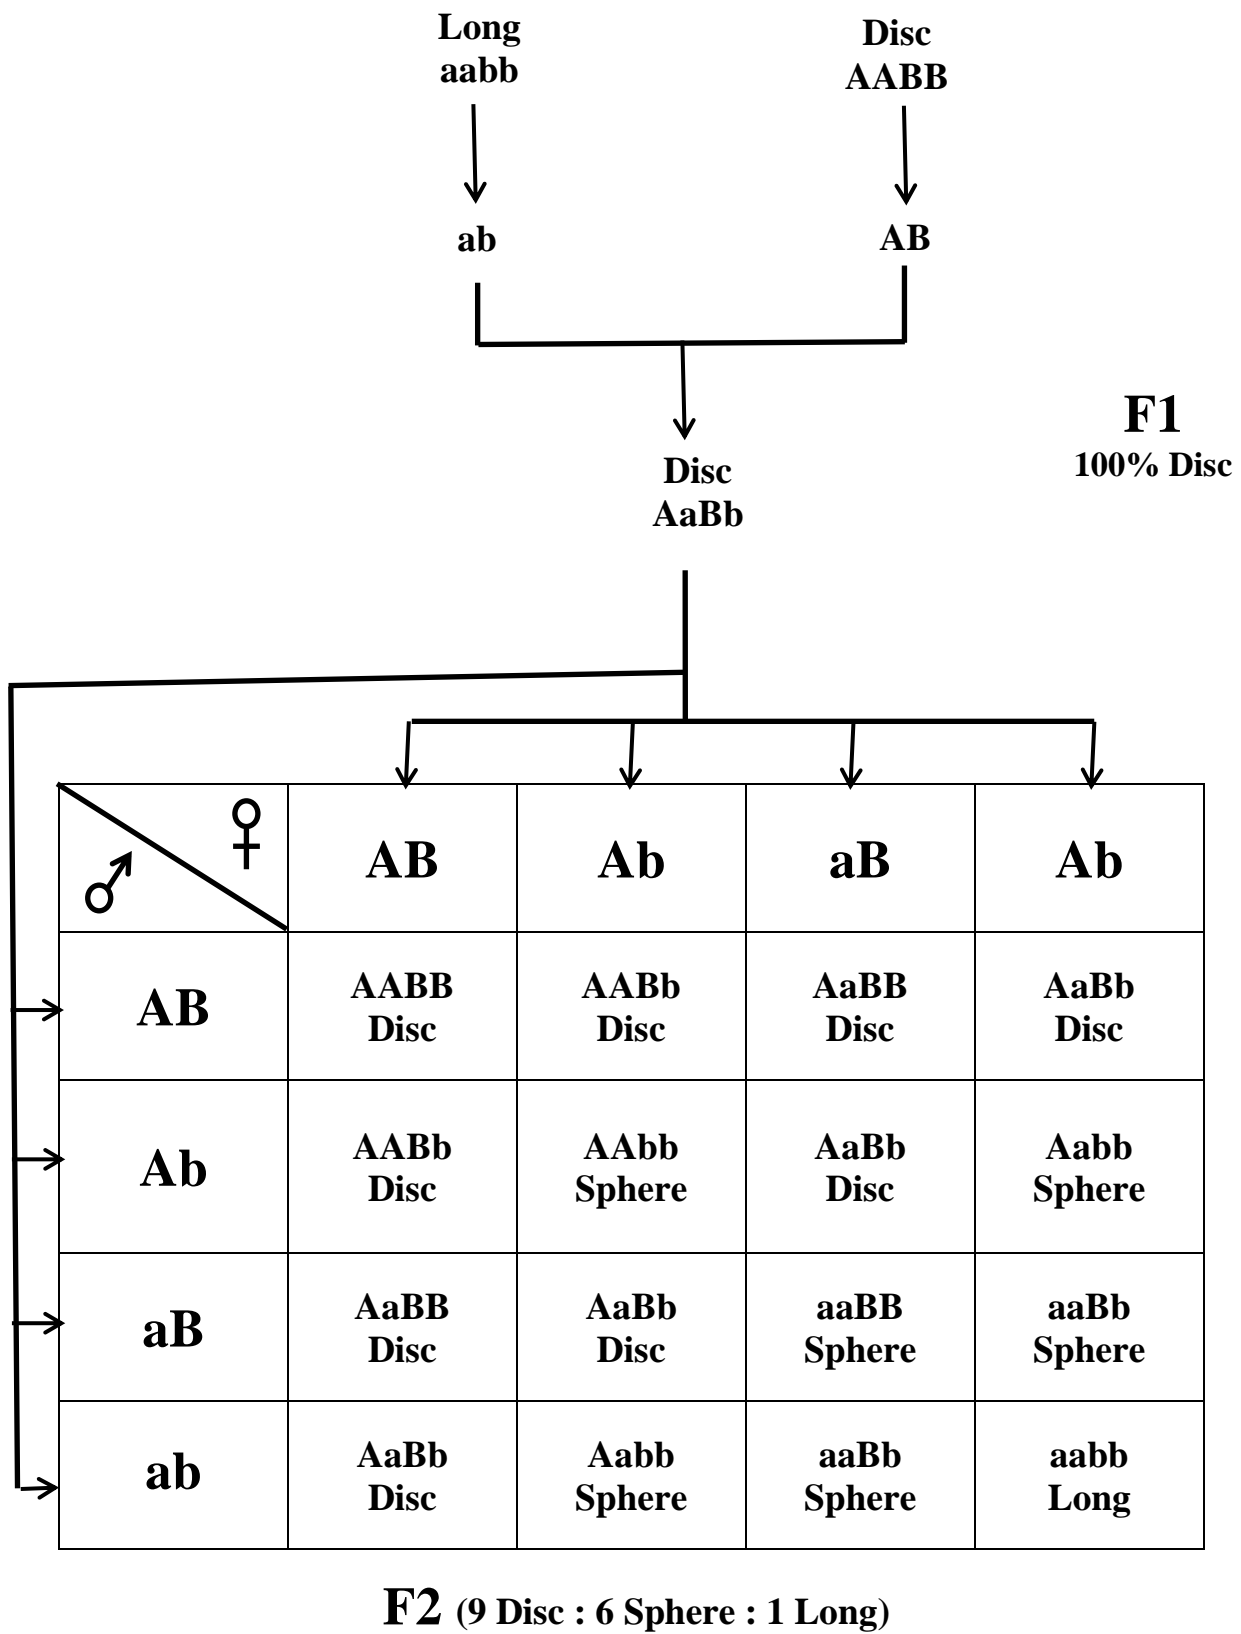 Long
aabb
Disc
AABB
ab
AB
F1
100% Disc
Disc
AaBb
♂ ♀ AB Ab aB Ab
AB
AABB
Disc
AABb
Disc
AaBB
Disc
AaBb
Disc
Ab
AABb
Disc
AAbb
Sphere
AaBb
Disc
Aabb
Sphere
aB
AaBB
Disc
AaBb
Disc
aaBB
Sphere
aaBb
Sphere
ab
AaBb
Disc
Aabb
Sphere
aaBb
Sphere
aabb
Long
F2 (9 Disc : 6 Sphere : 1 Long)